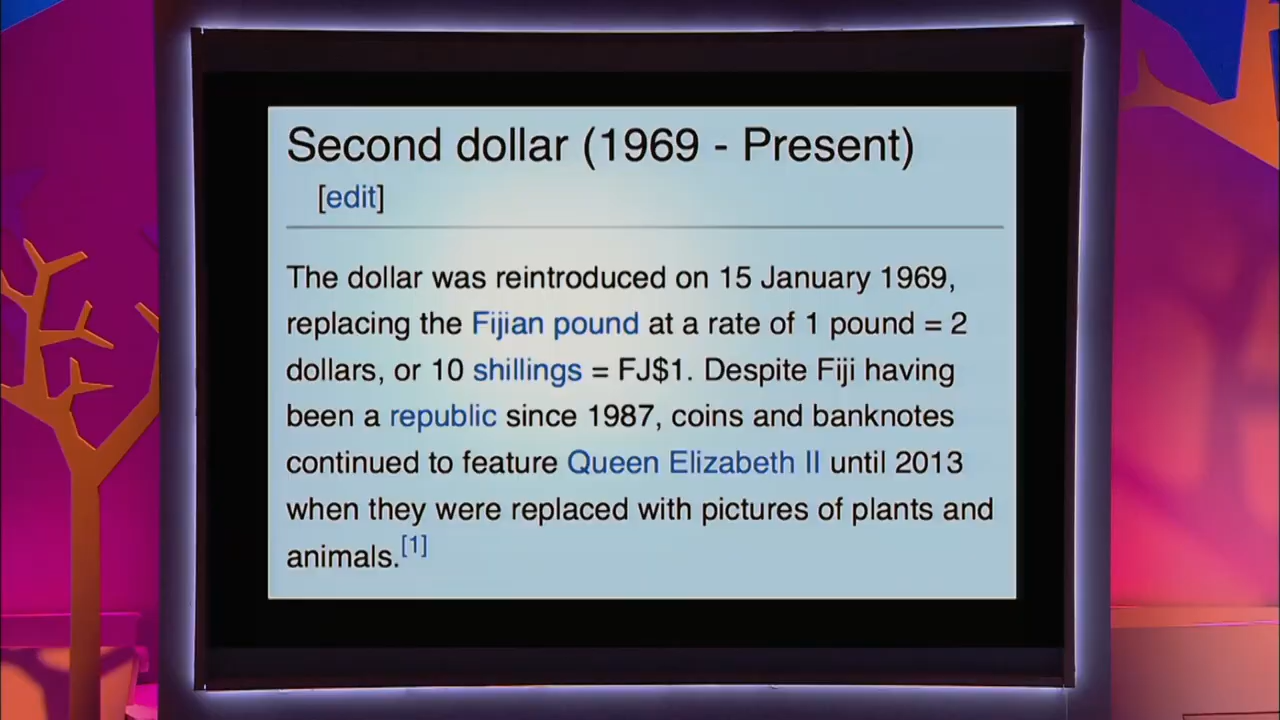 Second dollar (1969 - Present)
[edit]
The dollar was reintroduced on 15 January 1969,
replacing the Fijian pound at a rate of 1 pound = 2
dollars, or 10 shillings = FJ$1. Despite Fiji having
been a republic since 1987, coins and banknotes
continued to feature Queen Elizabeth II until 2013
when they were replaced with pictures of plants and
animals.[1]